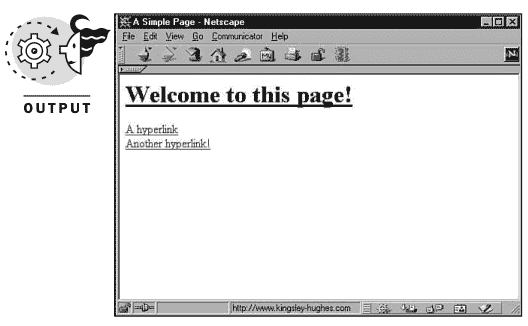 OUTPUT
A Simple Page - Netscape
File Edit View Go Communicator Help
Welcome to this page!
A hyperlink
Another hyperlink!
http://www.kingsley-hughes.com